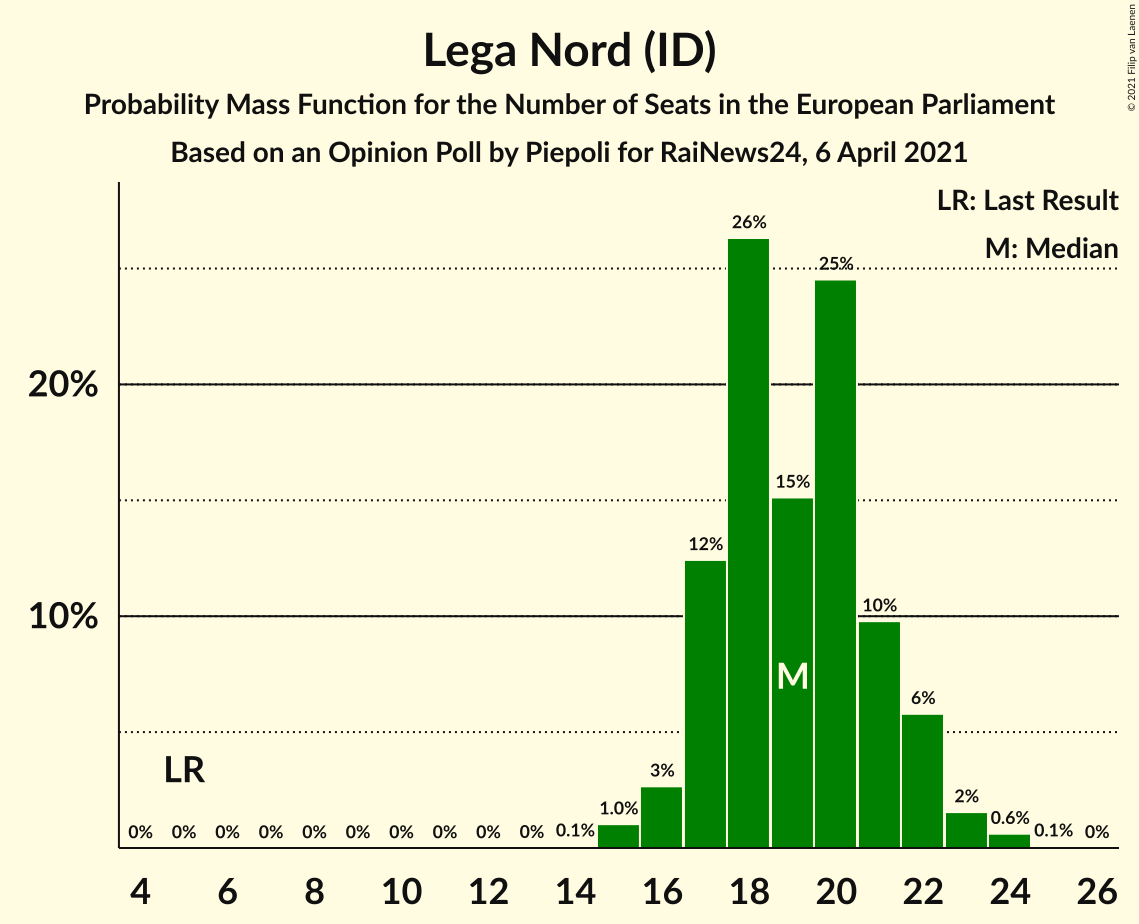 Lega Nord (ID)
Probability Mass Function for the Number of Seats in the European Parliament
Based on an Opinion Poll by Piepoli for RaiNews24, 6 April 2021
© 2021 Filip van Laenen
LR: Last Result
M: Median
20%
10%
LR
M
0% 0% 0% 0% 0% 0% 0% 0% 0% 0% 0.1% 1.0% 3% 12% 26% 15% 25% 10% 6% 2% 0.6% 0.1% 0%
4 6 8 10 12 14 16 18 20 22 24 26